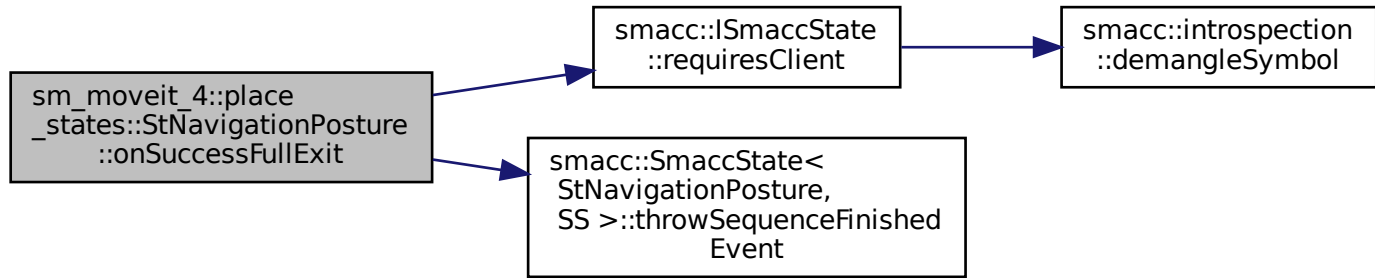 sm_moveit_4::place
_states::StNavigationPosture
::onSuccessFullExit
smacc::ISmaccState
::requiresClient
smacc::introspection
::demangleSymbol
smacc::SmaccState<
StNavigationPosture,
SS >::throwSequenceFinished
Event